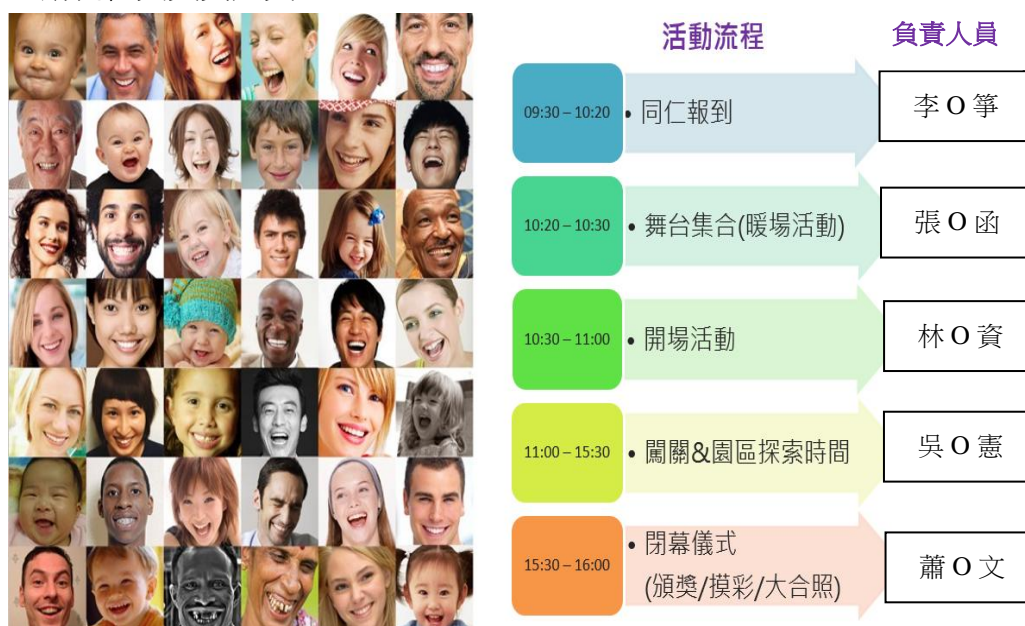 活動流程
負責人員
09:30 – 10:20
• 同仁報到
李 O 箏
10:20 – 10:30
• 舞台集合(暖場活動)
張 O 函
10:30 – 11:00
• 開場活動
林 O 資
11:00 – 15:30
• 闖關&園區探索時間
吳 O 憲
15:30 – 16:00
• 閉幕儀式
(頒獎/摸彩/大合照)
蕭 O 文